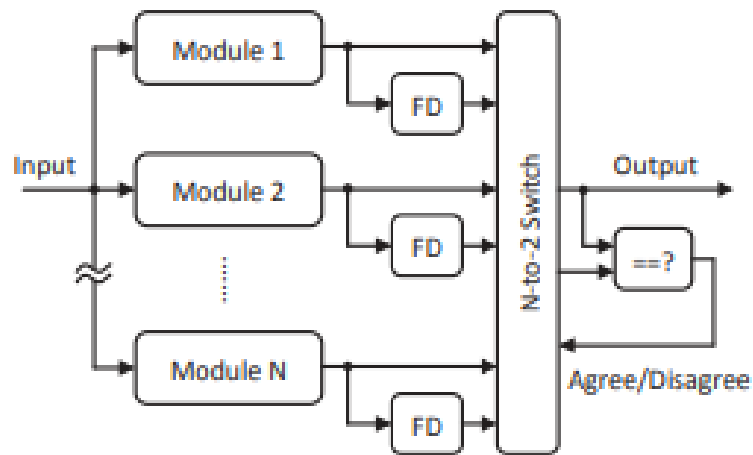 Module 1
FD
Input
Module 2
FD
Module N
FD
N-to-2 Switch
Output
==?
Agree/Disagree